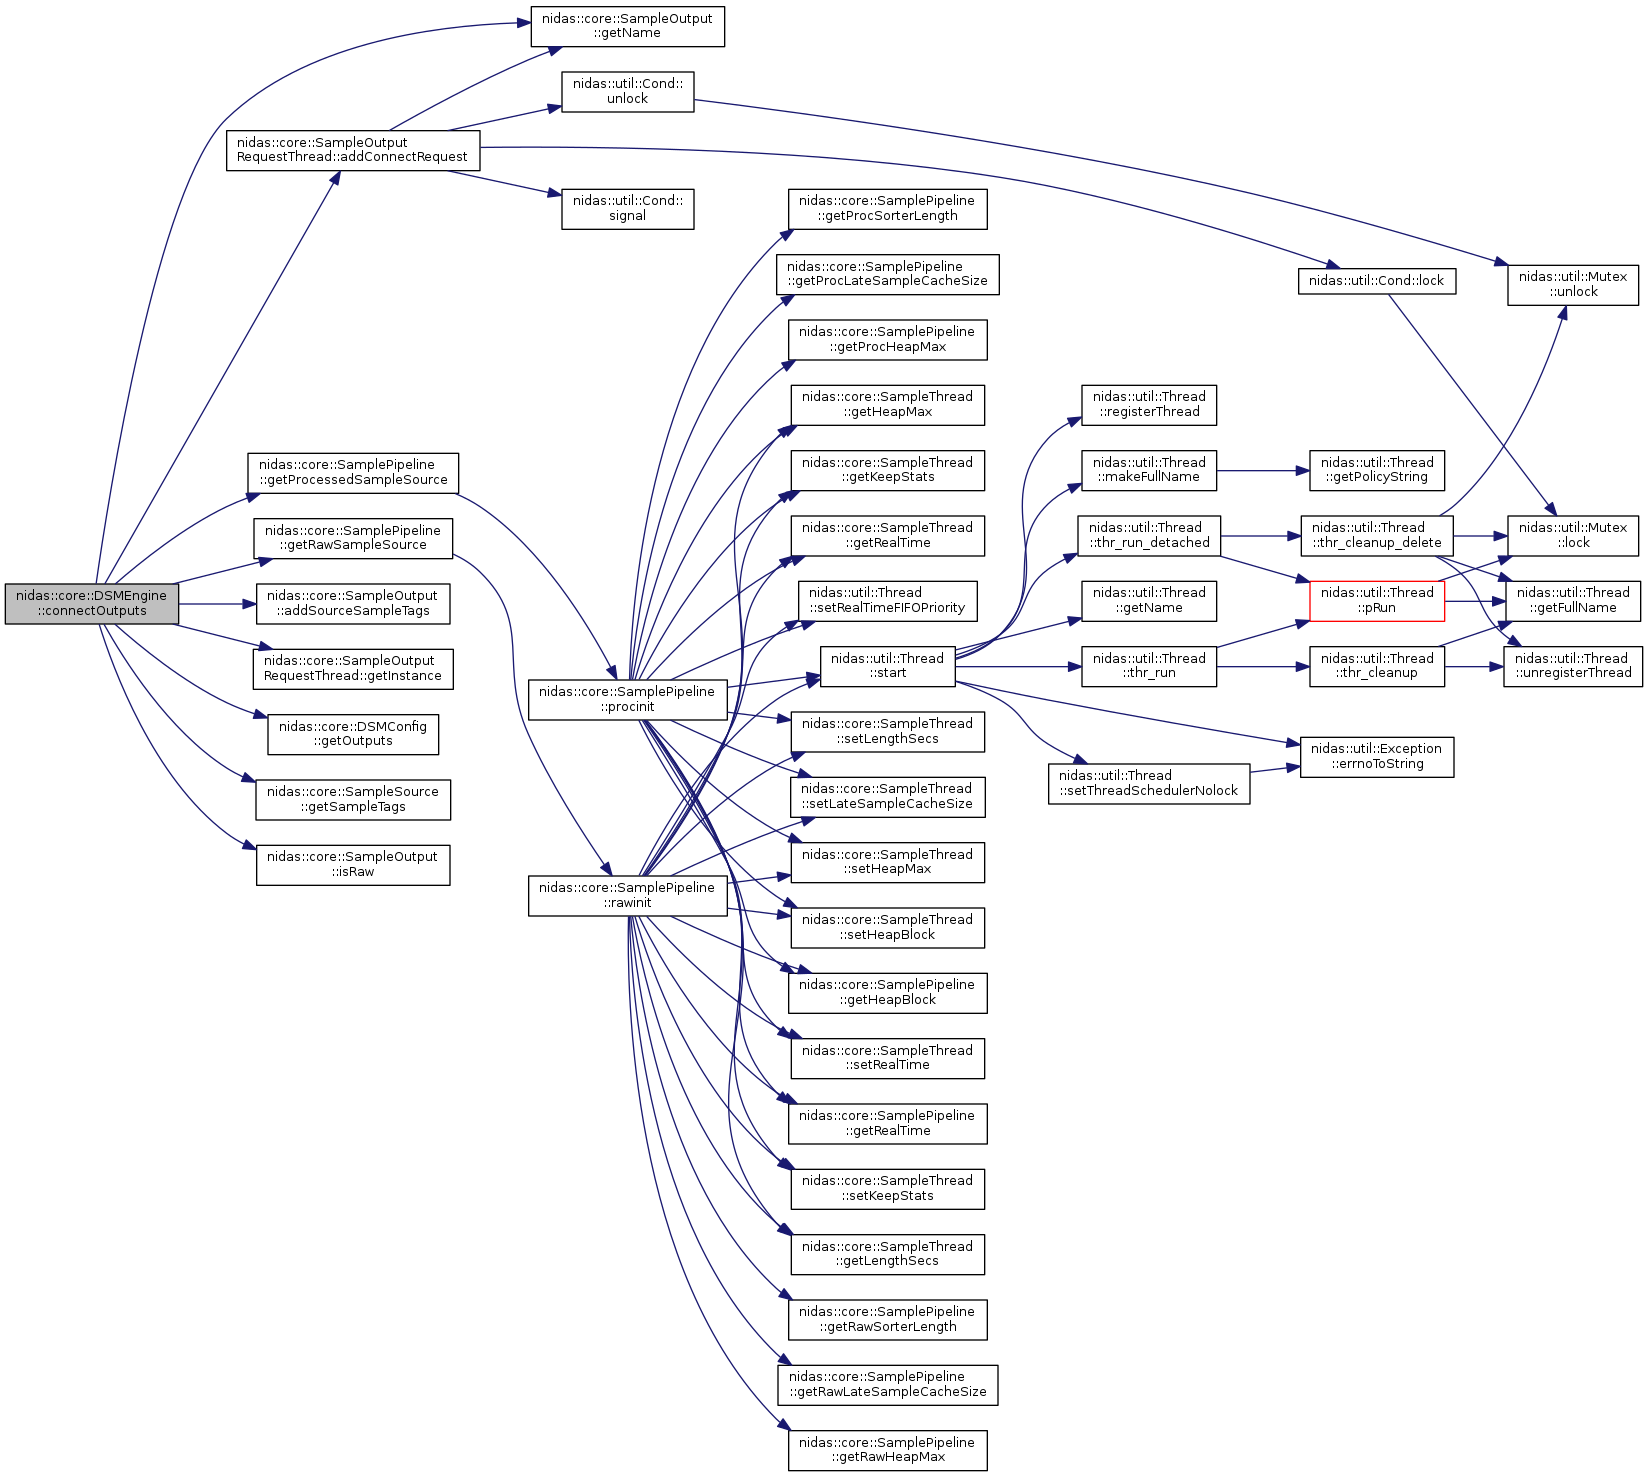 nidas::core::SampleOutput
::getName
nidas::util::Cond::
unlock
nidas::core::SampleOutput
RequestThread::addConnectRequest
nidas::util::Cond::
signal
nidas::core::SamplePipeline
::getProcSorterLength
nidas::core::SamplePipeline
::getProcLateSampleCacheSize
nidas::util::Cond::lock
nidas::util::Mutex
::unlock
nidas::core::SamplePipeline
::getProcHeapMax
nidas::core::SampleThread
::getHeapMax
nidas::util::Thread
::registerThread
nidas::core::SamplePipeline
::getProcessedSampleSource
nidas::core::SampleThread
::getKeepStats
nidas::util::Thread
::makeFullName
nidas::util::Thread
::getPolicyString
nidas::core::SamplePipeline
::getRawSampleSource
nidas::core::SampleThread
::getRealTime
nidas::util::Thread
::thr_run_detached
nidas::util::Thread
::thr_cleanup_delete
nidas::util::Mutex
::lock
nidas::core::DSMEngine
::connectOutputs
nidas::core::SampleOutput
::addSourceSampleTags
nidas::util::Thread
::setRealTimeFIFOPriority
nidas::util::Thread
::getName
nidas::util::Thread
::pRun
nidas::util::Thread
::getFullName
nidas::core::SampleOutput
RequestThread::getInstance
nidas::util::Thread
::start
nidas::util::Thread
::thr_run
nidas::util::Thread
::thr_cleanup
nidas::util::Thread
::unregisterThread
nidas::core::SamplePipeline
::procinit
nidas::core::DSMConfig
::getOutputs
nidas::core::SampleThread
::setLengthSecs
nidas::util::Exception
::errnoToString
nidas::util::Thread
::setThreadSchedulerNolock
nidas::core::SampleSource
::getSampleTags
nidas::core::SampleThread
::setLateSampleCacheSize
nidas::core::SampleOutput
::isRaw
nidas::core::SampleThread
::setHeapMax
nidas::core::SamplePipeline
::rawinit
nidas::core::SampleThread
::setHeapBlock
nidas::core::SamplePipeline
::getHeapBlock
nidas::core::SampleThread
::setRealTime
nidas::core::SamplePipeline
::getRealTime
nidas::core::SampleThread
::setKeepStats
nidas::core::SampleThread
::getLengthSecs
nidas::core::SamplePipeline
::getRawSorterLength
nidas::core::SamplePipeline
::getRawLateSampleCacheSize
nidas::core::SamplePipeline
::getRawHeapMax